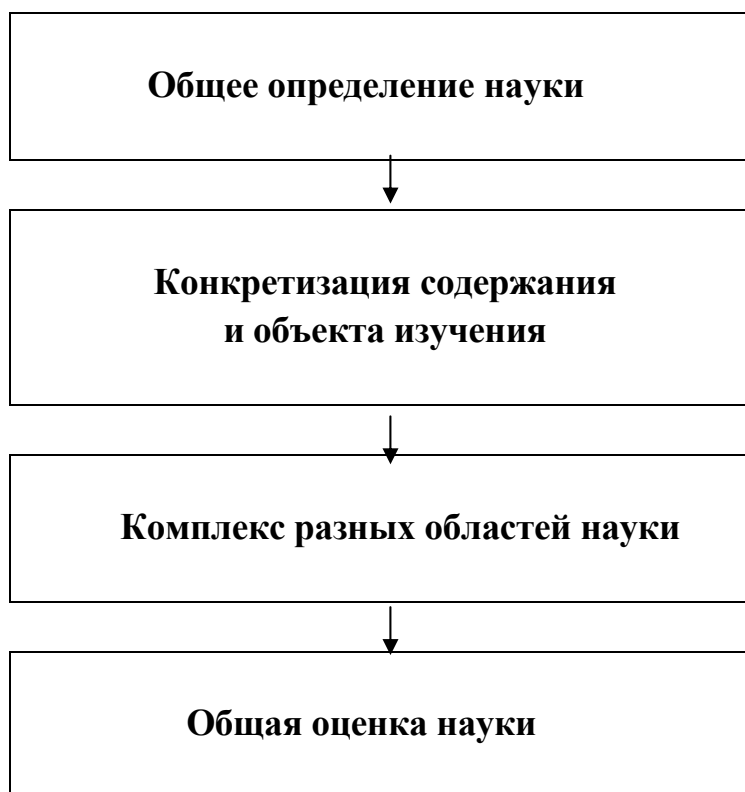 Общее определение науки
Конкретизация содержания
и объекта изучения
Комплекс разных областей науки
Общая оценка науки